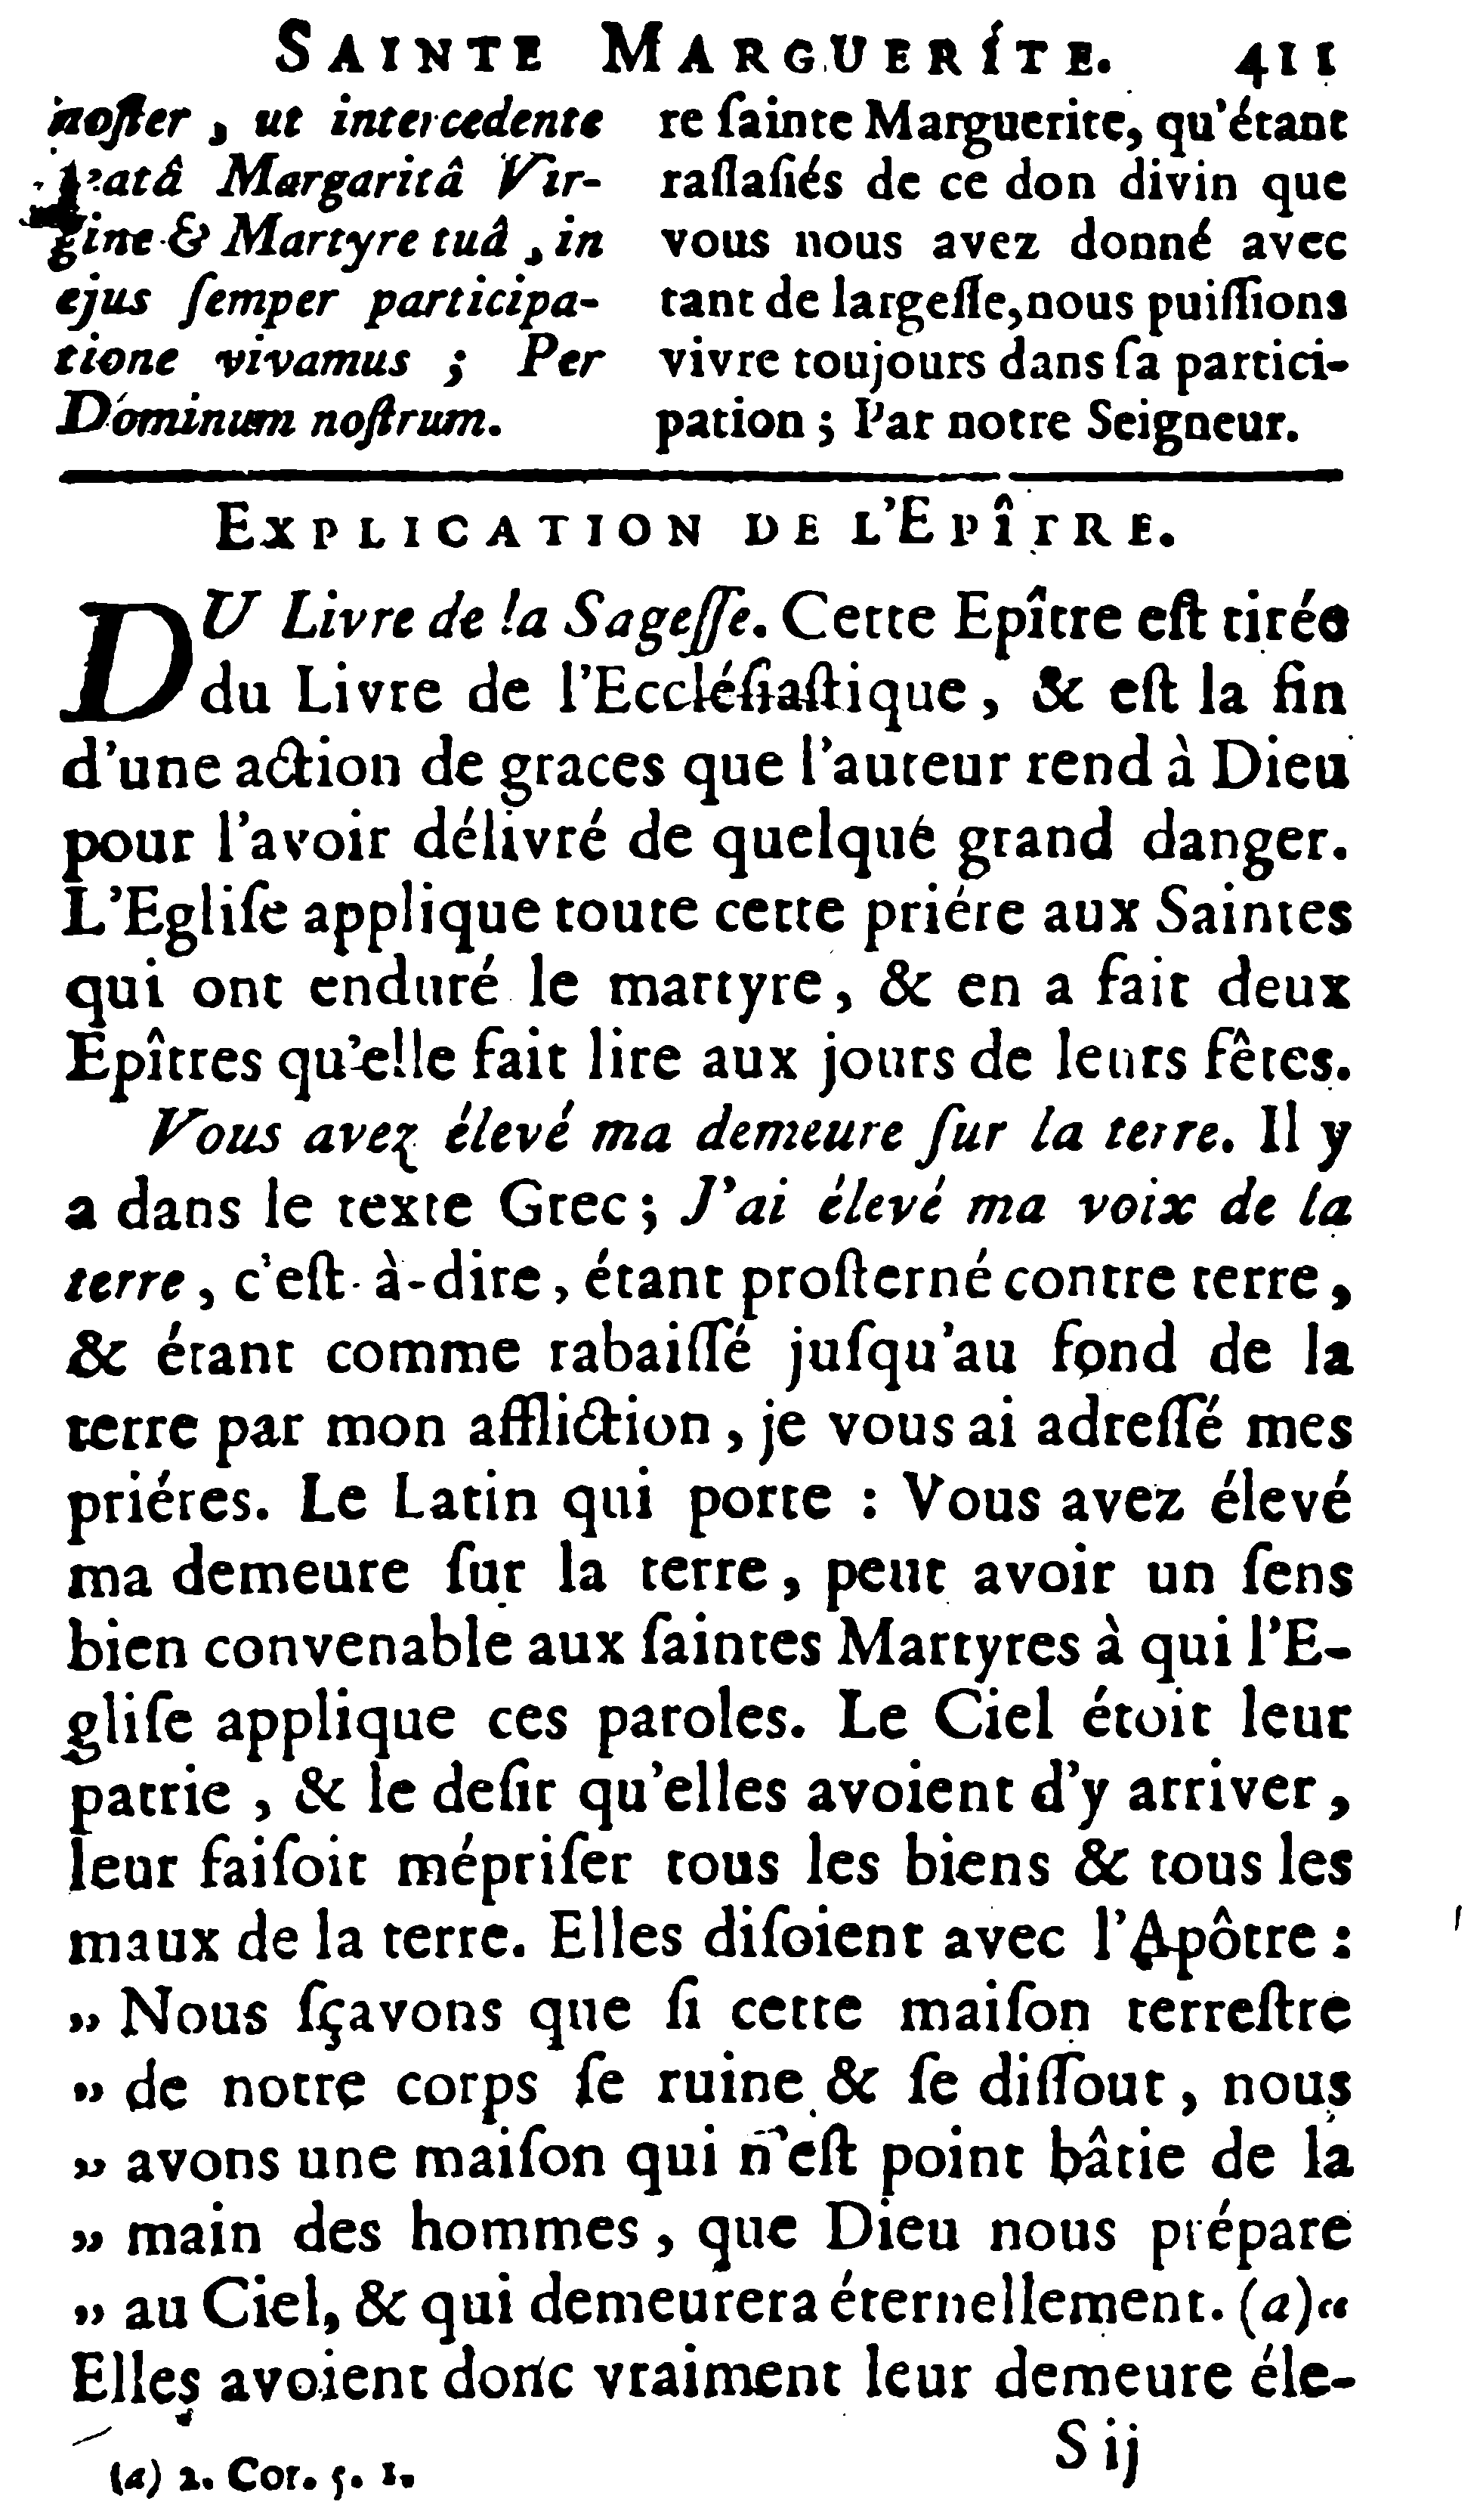 SAINTE MARGUERITE. 411
noſter, ut intercedente
beatâ Margaritâ Vir-
gine & Martyre tuâ, in
ejus ſemper participa-
tione vivamus; Per
Dominum noſtrum.
re ſainte Marguerite, qu'étant
raſſaſiés de ce don divin que
vous nous avez donné avec
tant de largeſſe, nous puiſſions
vivre toujours dans ſa partici-
pation; Par notre Seigneur.
EXPLICATION DE L'EPÎTRE.
DU Livre de la Sageſſe. Cette Epître eſt tirée
du Livre de l'Eccléſiaſtique, & eſt la fin
d'une action de graces que l'auteur rend à Dieu
pour l'avoir délivré de quelque grand danger.
L'Egliſe applique toute cette priére aux Saintes
qui ont enduré le martyre, & en a fait deux
Epîtres qu'elle fait lire aux jours de leurs fêtes.
Vous avez élevé ma demeure ſur la terre. Il y
a dans le texte Grec; J'ai élevé ma voix de la
terre, c'eſt-à-dire, étant proſterné contre terre,
& étant comme rabaiſſé juſqu'au fond de la
terre par mon affliction, je vous ai adreſſé mes
priéres. Le Latin qui porte : Vous avez élevé
ma demeure ſur la terre, peut avoir un ſens
bien convenable aux ſaintes Martyres à qui l'E-
gliſe applique ces paroles. Le Ciel étoit leur
patrie, & le deſir qu'elles avoient d'y arriver,
leur faiſoit mépriſer tous les biens & tous les
maux de la terre. Elles diſoient avec l'Apôtre :
„ Nous ſçavons que ſi cette maiſon terreſtre
„ de notre corps ſe ruine & ſe diſſout, nous
„ avons une maiſon qui n'eſt point bâtie de la
„ main des hommes, que Dieu nous prépare
„ au Ciel, & qui demeurera éternellement. (a)“
Elles avoient donc vraiment leur demeure éle-
S ij
(a) 2. Cor. 5. 1.